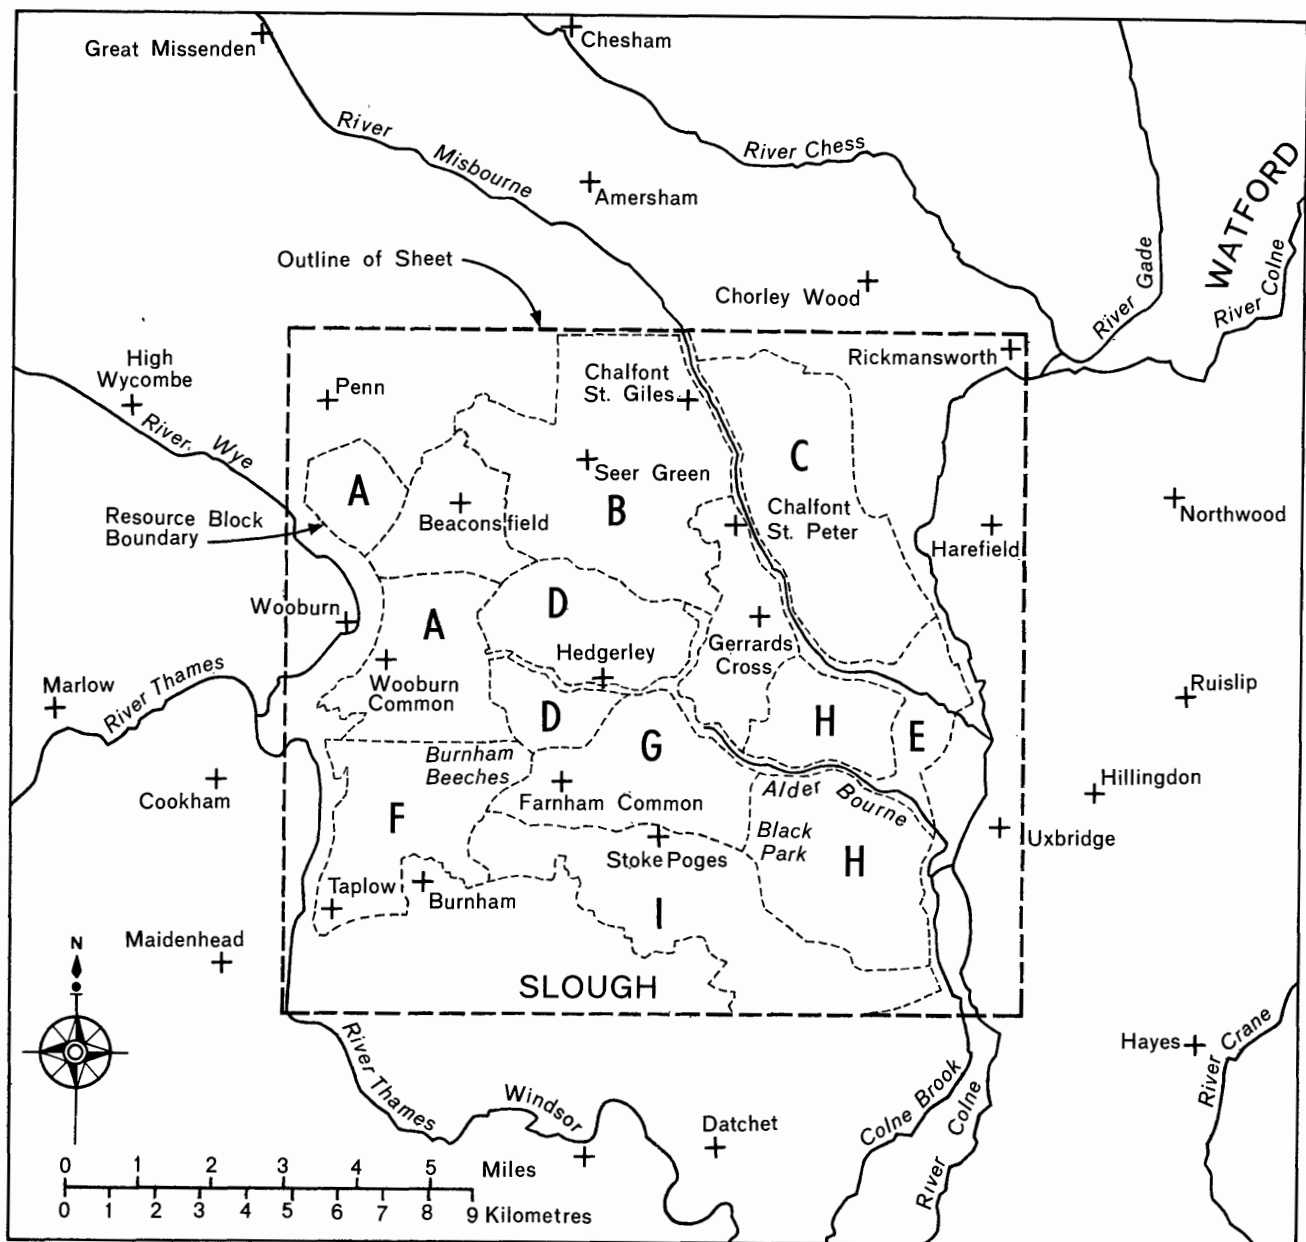 Great Missenden
Chesham
River Misbourne
River Chess
Amersham
WATFORD
Outline of Sheet
Chorley Wood
River Gade
River Colne
High
Wycombe
Penn
Chalfont
St. Giles
Rickmansworth
River Wye
A
Seer Green
C
Beaconsfield
B
Chalfont
St. Peter
Northwood
Resource Block
Boundary
Harefield
Wooburn
A
D
Gerrards
Cross
Hedgerley
Marlow
River Thames
Wooburn
Common
Ruislip
D
G
H
E
Burnham
Beeches
Cookham
Farnham Common
Alder Bourne
Hillingdon
F
Black
Park
Uxbridge
Stoke Poges
H
Taplow
Burnham
I
Maidenhead
N
SLOUGH
River Thames
Windsor
Datchet
Colne Brook
River Colne
Hayes
River Crane
0 1 2 3 4 5 Miles
0 1 2 3 4 5 6 7 8 9 Kilometres